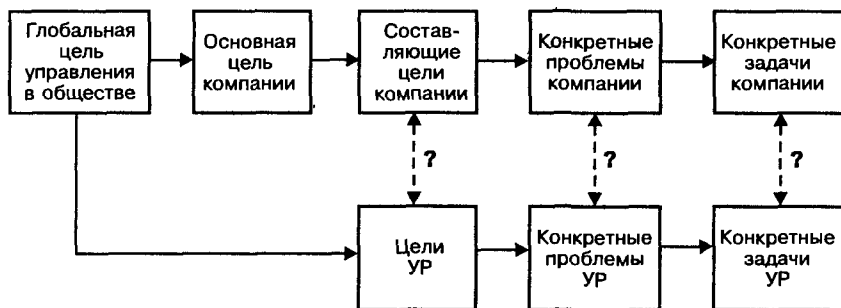 Глобальная
цель
управления
в обществе
Основная
цель
компании
Состав-
ляющие
цели
компании
Конкретные
проблемы
компании
Конкретные
задачи
компании
?
?
?
Цели
УР
Конкретные
проблемы
УР
Конкретные
задачи
УР